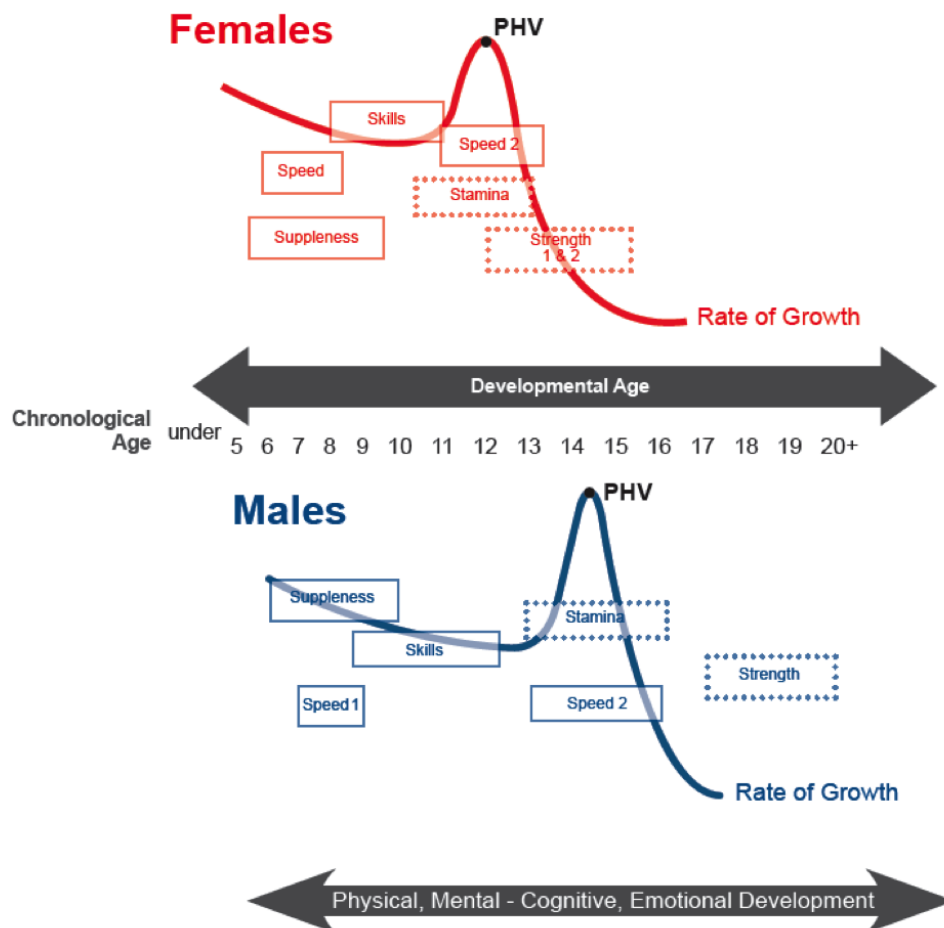 Females
PHV
Skills
Speed 2
Speed
Stamina
Suppleness
Strength
1 & 2
Rate of Growth
Developmental Age
Chronological
Age
under
5 6 7 8 9 10 11 12 13 14 15 16 17 18 19 20+
PHV
Males
Suppleness
Stamina
Skills
Strength
Speed 1
Speed 2
Rate of Growth
Physical, Mental - Cognitive, Emotional Development